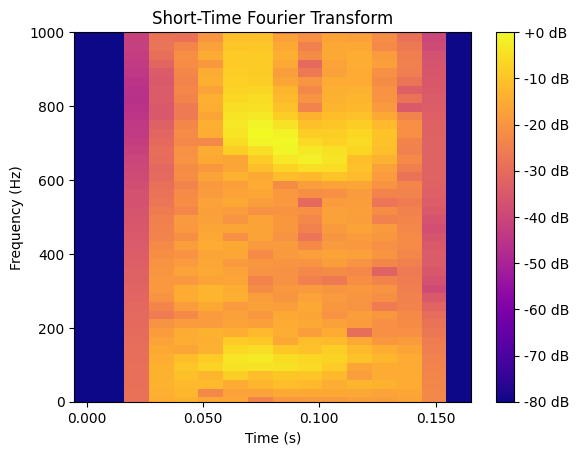 Short-Time Fourier Transform
1000
800
600
400
200
0
Frequency (Hz)
0.000
0.050
0.100
0.150
Time (s)
+0 dB
-10 dB
-20 dB
-30 dB
-40 dB
-50 dB
-60 dB
-70 dB
-80 dB